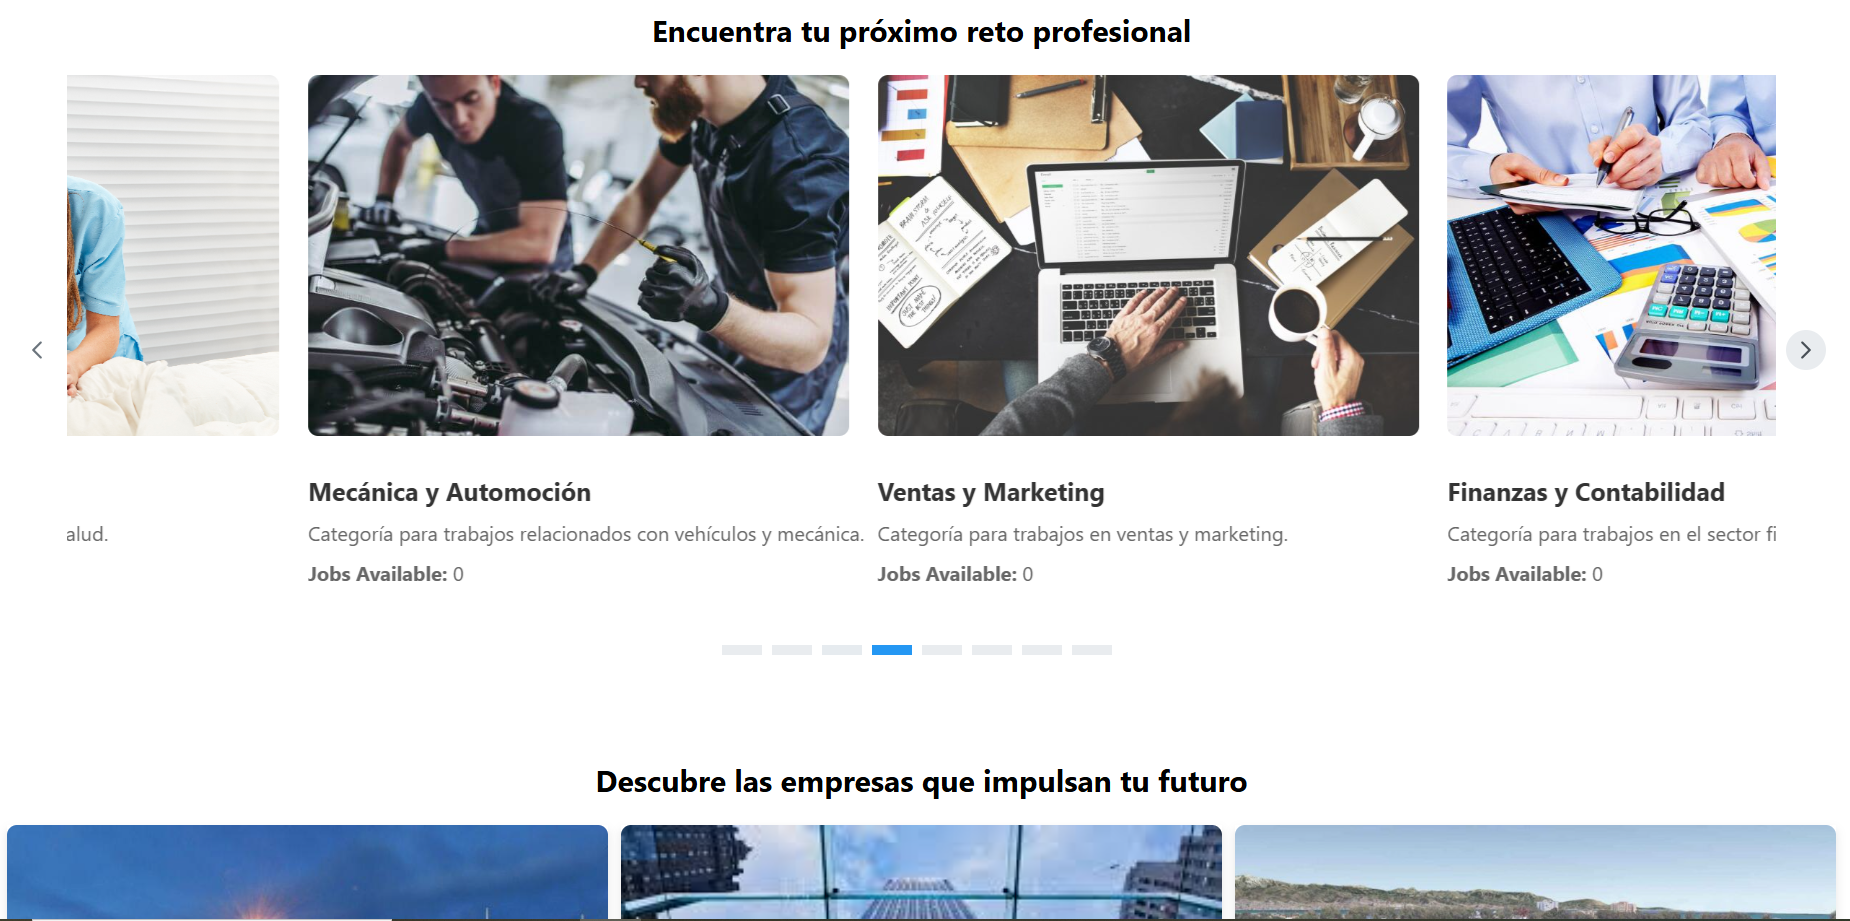 Encuentra tu próximo reto profesional
Mecánica y Automoción
Ventas y Marketing
Finanzas y Contabilidad
alud.
Categoría para trabajos relacionados con vehículos y mecánica.
Categoría para trabajos en ventas y marketing.
Categoría para trabajos en el sector fi
Jobs Available: 0
Jobs Available: 0
Jobs Available: 0
Descubre las empresas que impulsan tu futuro